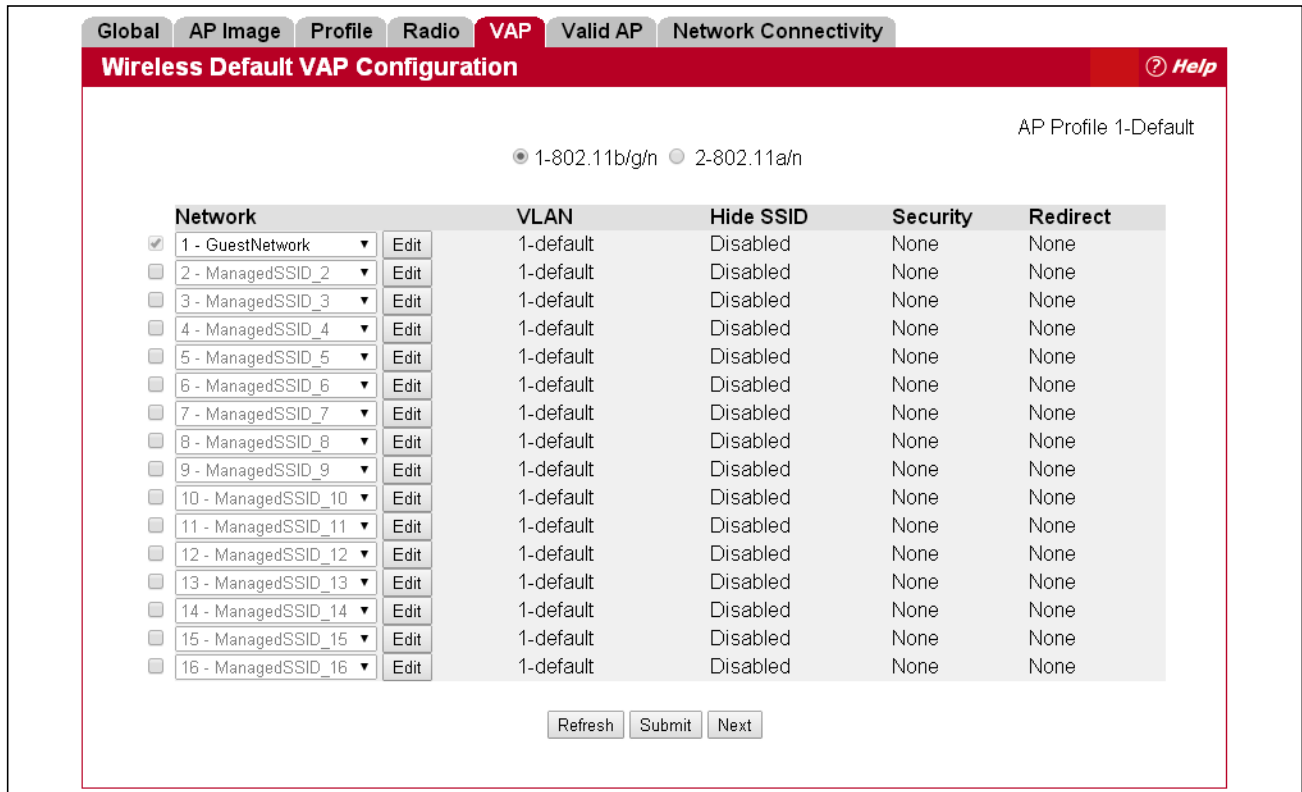 Global AP Image Profile Radio VAP Valid AP Network Connectivity
Wireless Default VAP Configuration ? Help
AP Profile 1-Default
1-802.11b/g/n 2-802.11a/n
Network VLAN Hide SSID Security Redirect
1 - GuestNetwork Edit 1-default Disabled None None
2 - ManagedSSID_2 Edit 1-default Disabled None None
3 - ManagedSSID_3 Edit 1-default Disabled None None
4 - ManagedSSID_4 Edit 1-default Disabled None None
5 - ManagedSSID_5 Edit 1-default Disabled None None
6 - ManagedSSID_6 Edit 1-default Disabled None None
7 - ManagedSSID_7 Edit 1-default Disabled None None
8 - ManagedSSID_8 Edit 1-default Disabled None None
9 - ManagedSSID_9 Edit 1-default Disabled None None
10 - ManagedSSID_10 Edit 1-default Disabled None None
11 - ManagedSSID_11 Edit 1-default Disabled None None
12 - ManagedSSID_12 Edit 1-default Disabled None None
13 - ManagedSSID_13 Edit 1-default Disabled None None
14 - ManagedSSID_14 Edit 1-default Disabled None None
15 - ManagedSSID_15 Edit 1-default Disabled None None
16 - ManagedSSID_16 Edit 1-default Disabled None None
Refresh Submit Next